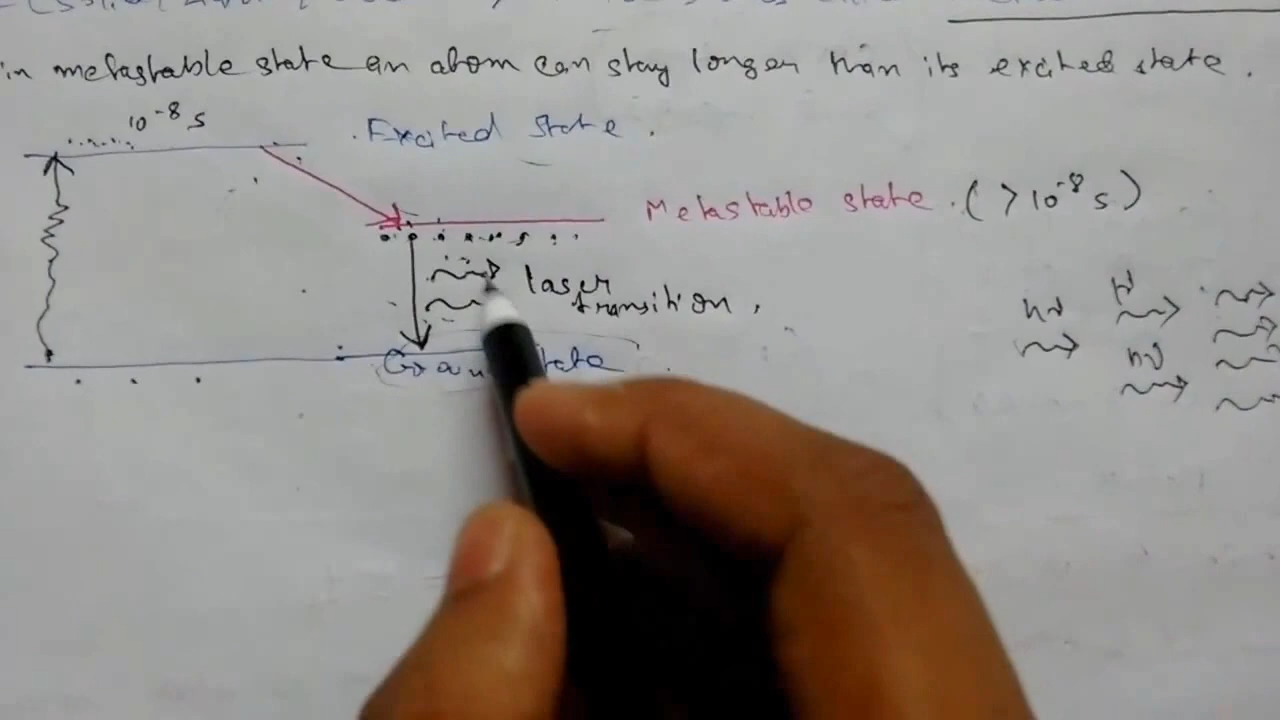 in metastable state an atom can stay longer than its excited state.
10⁻⁸ s
Excited state.
Metastable state. (>10⁻⁸ s)
laser
transition,
hν
hν
hν